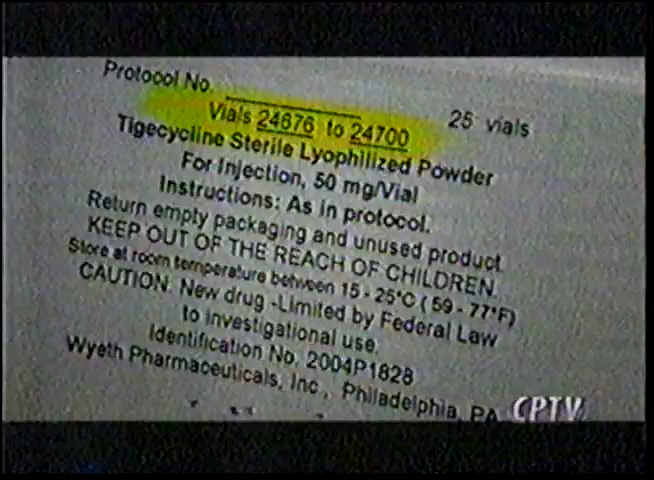 Protocol No.
Vials 24676 to 24700 25 vials
Tigecycline Sterile Lyophilized Powder
For Injection, 50 mg/Vial
Instructions: As in protocol.
Return empty packaging and unused product.
KEEP OUT OF THE REACH OF CHILDREN.
Store at room temperature between 15 - 25°C ( 59 - 77°F)
CAUTION: New drug -Limited by Federal Law
to investigational use.
Identification No. 2004P1828
Wyeth Pharmaceuticals, Inc., Philadelphia, PA
CPTV